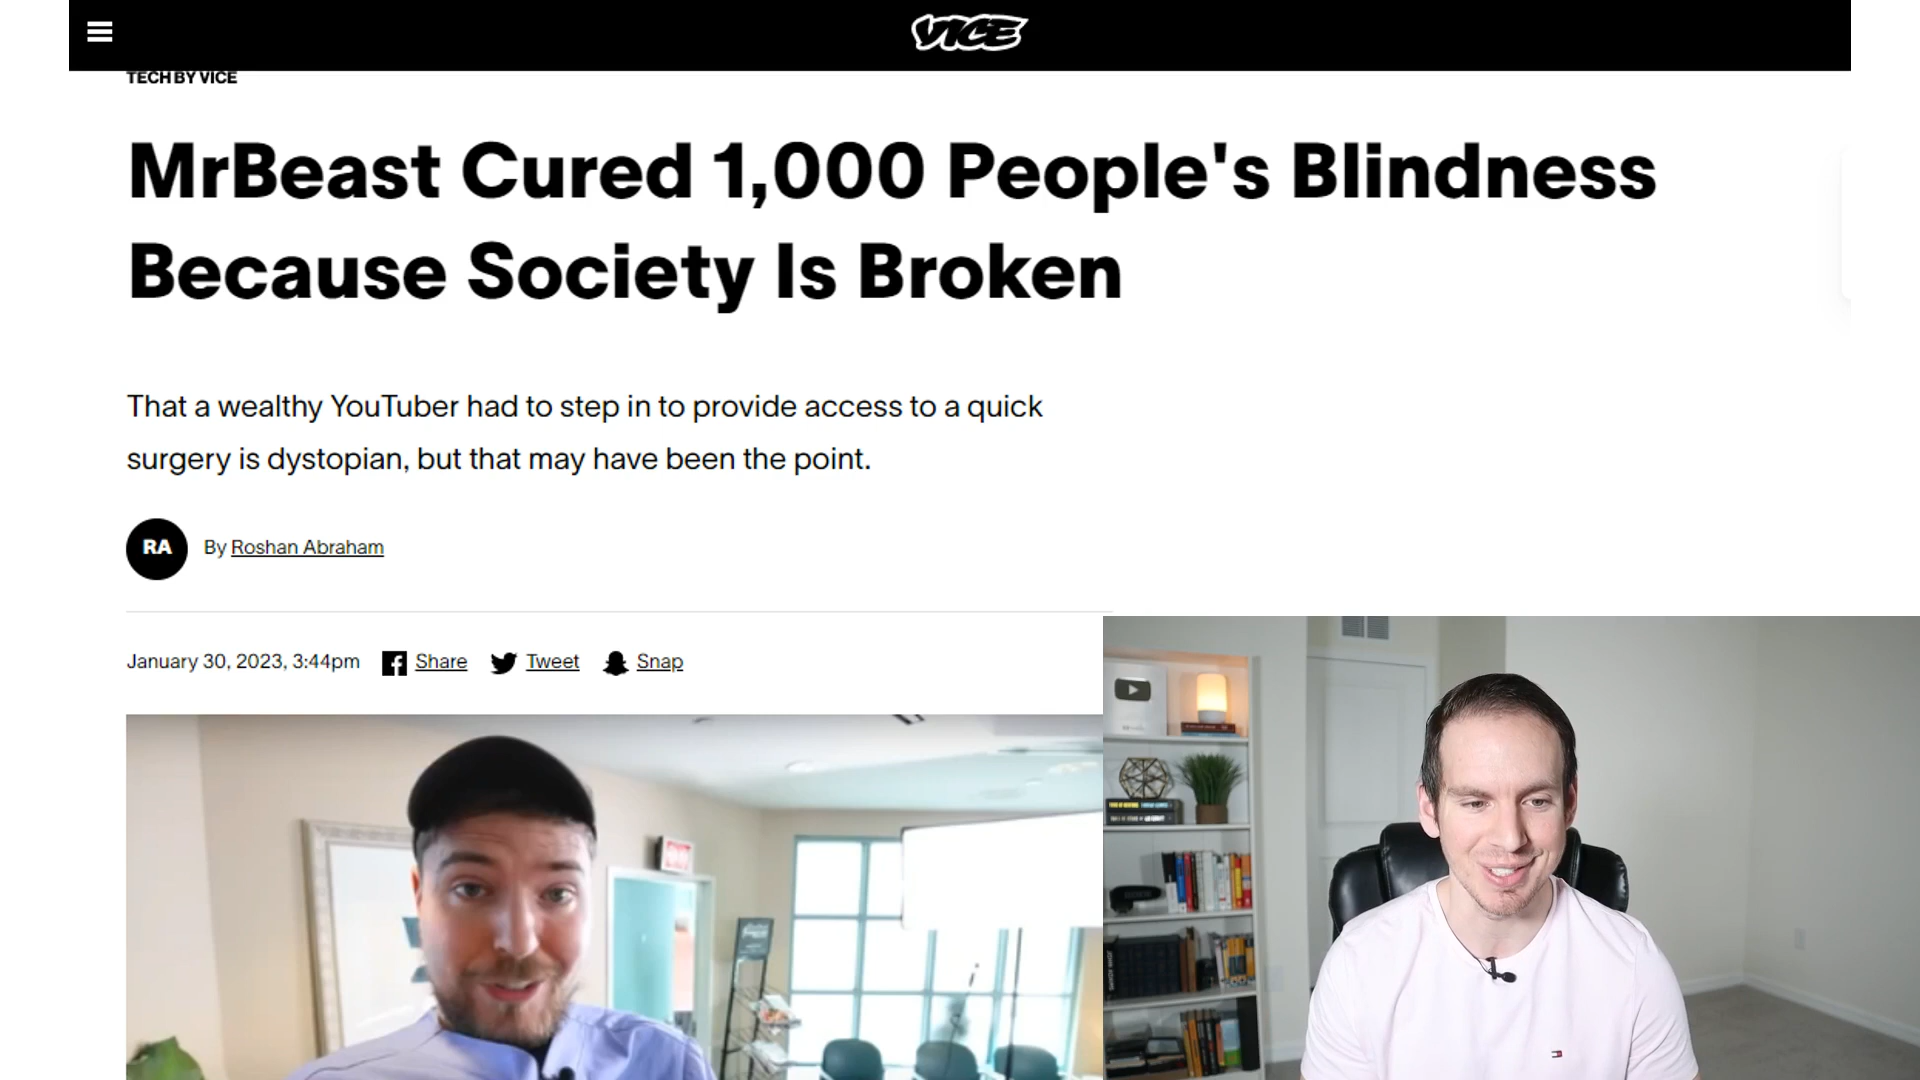 VICE
TECH BY VICE
MrBeast Cured 1,000 People's Blindness
Because Society Is Broken
That a wealthy YouTuber had to step in to provide access to a quick
surgery is dystopian, but that may have been the point.
RA
By Roshan Abraham
January 30, 2023, 3:44pm
Share
Tweet
Snap